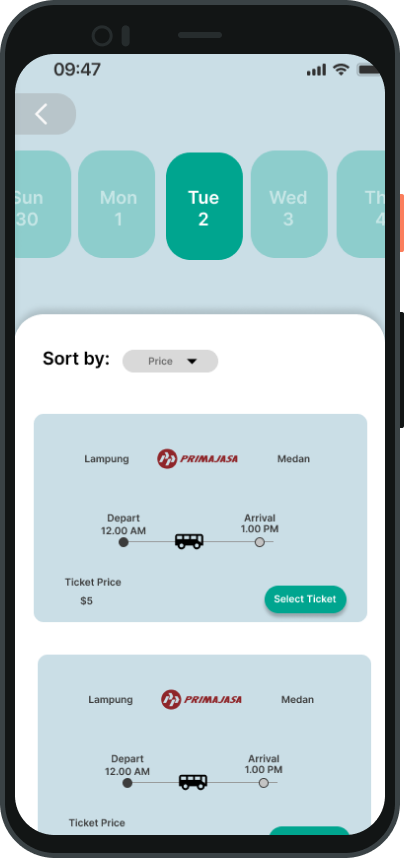 09:47
Sun Mon Tue Wed Th
30 1 2 3 4
Sort by: Price
Lampung PRIMAJASA Medan
Depart Arrival
12.00 AM 1.00 PM
Ticket Price
$5 Select Ticket
Lampung PRIMAJASA Medan
Depart Arrival
12.00 AM 1.00 PM
Ticket Price